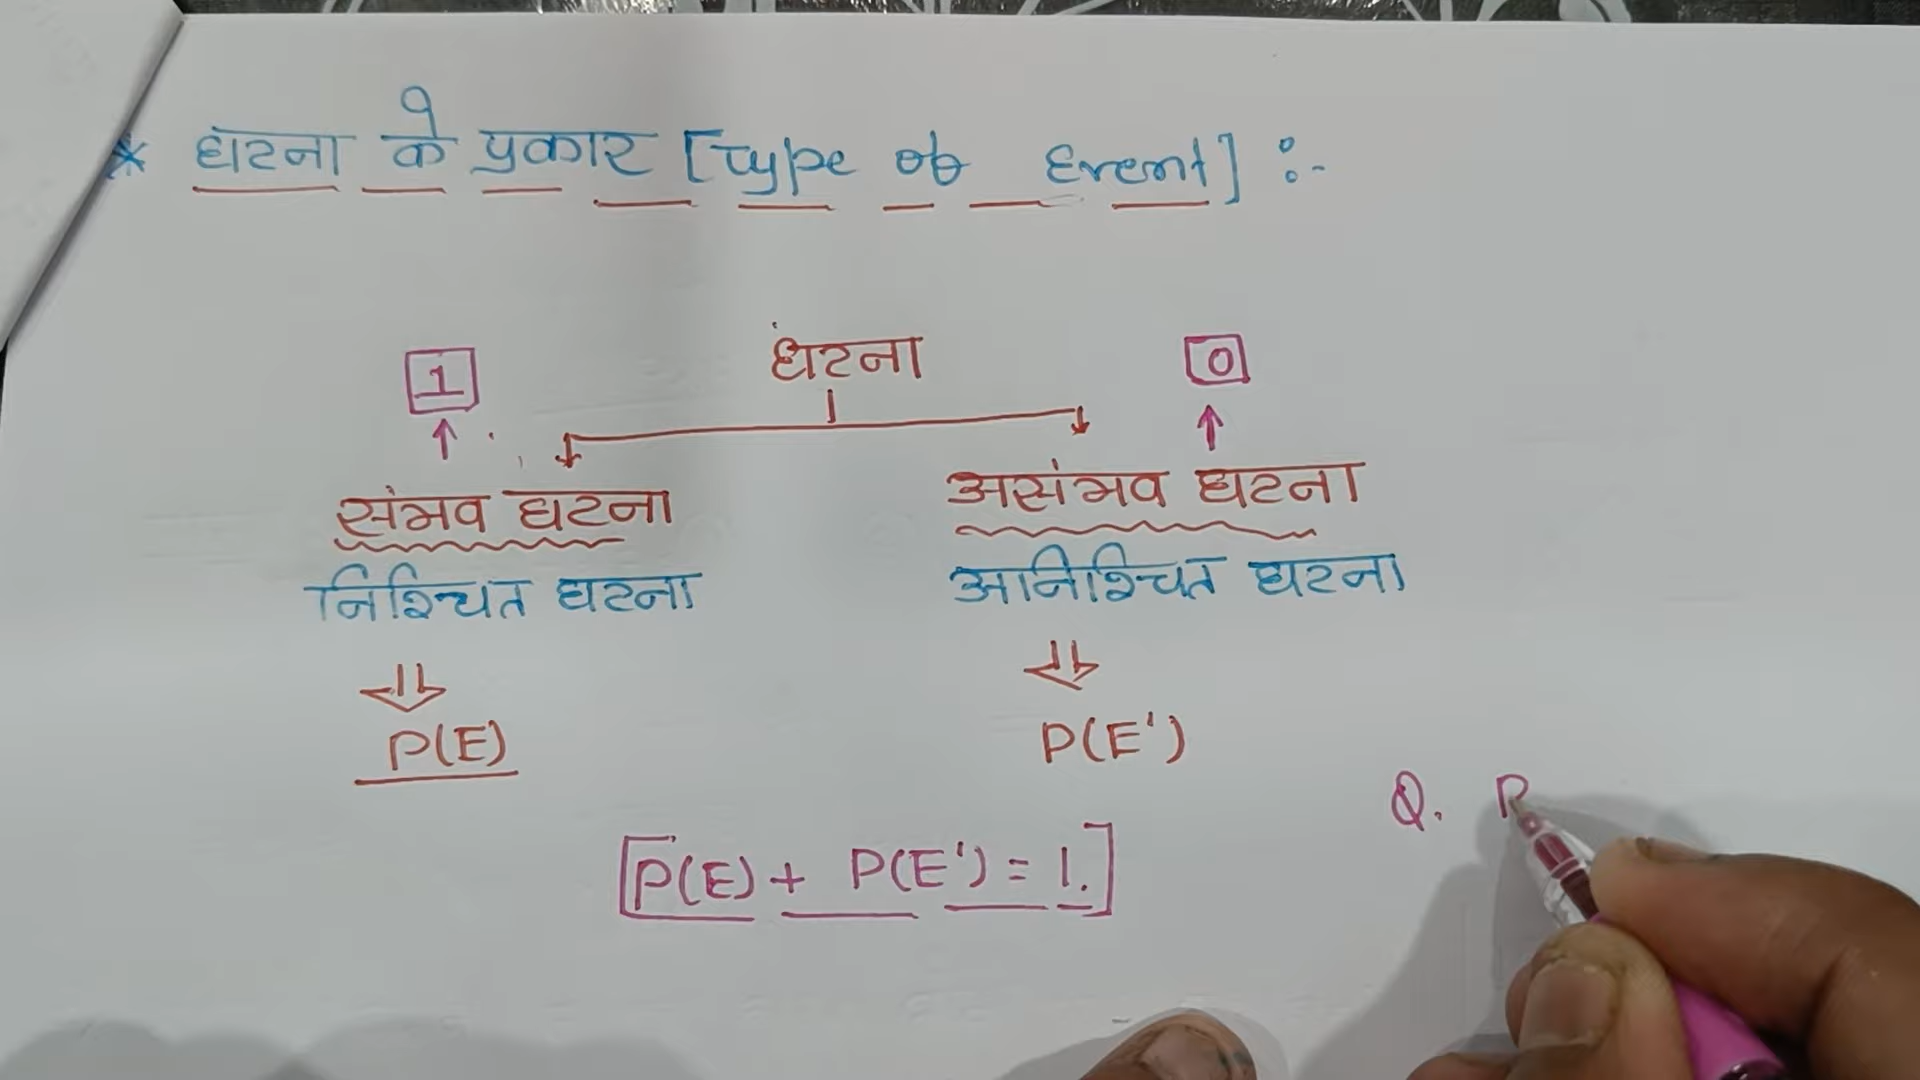 * घटना के प्रकार [Type of Event] :-
घटना
1
0
संभव घटना
असंभव घटना
निश्चित घटना
अनिश्चित घटना
P(E)
P(E')
Q. P
[P(E) + P(E') = 1.]